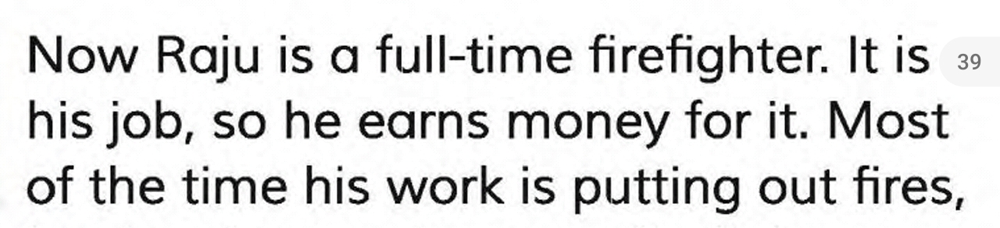 Now Raju is a full-time firefighter. It is
39
his job, so he earns money for it. Most
of the time his work is putting out fires,